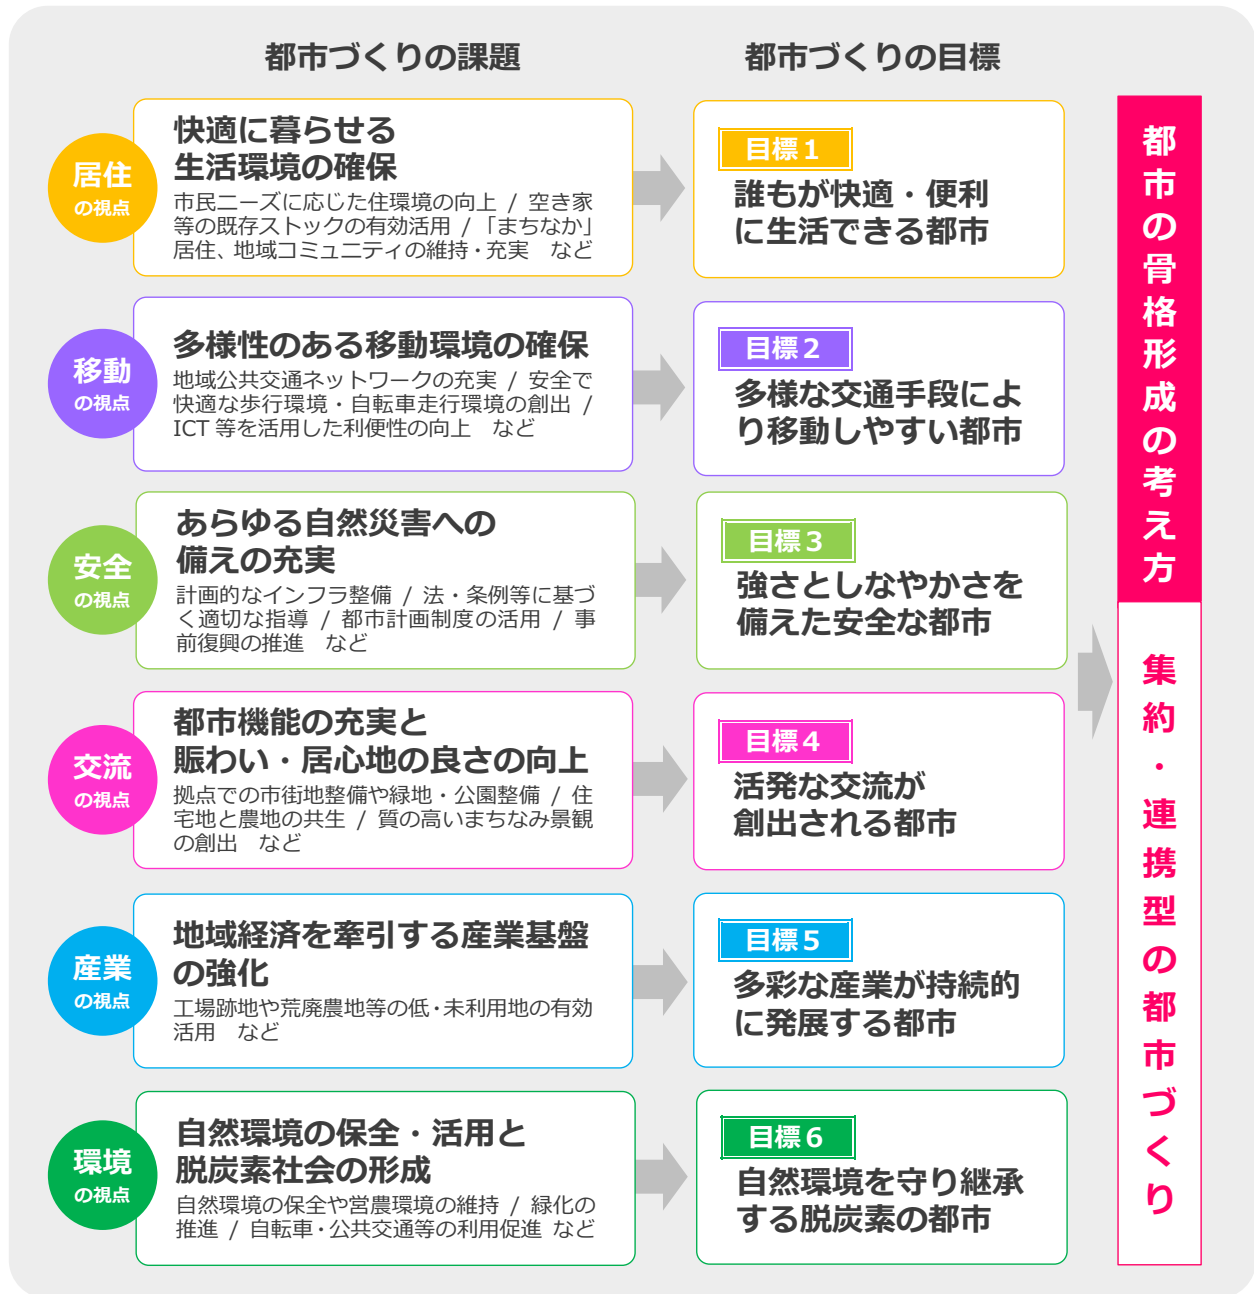 都市づくりの課題
都市づくりの目標
居住
の視点
快適に暮らせる
生活環境の確保
市民ニーズに応じた住環境の向上 / 空き家
等の既存ストックの有効活用 / 「まちなか」
居住、地域コミュニティの維持・充実　など
目標１
誰もが快適・便利
に生活できる都市
移動
の視点
多様性のある移動環境の確保
地域公共交通ネットワークの充実 / 安全で
快適な歩行環境・自転車走行環境の創出 /
ICT 等を活用した利便性の向上　など
目標２
多様な交通手段によ
り移動しやすい都市
安全
の視点
あらゆる自然災害への
備えの充実
計画的なインフラ整備 / 法・条例等に基づ
く適切な指導 / 都市計画制度の活用 / 事
前復興の推進　など
目標３
強さとしなやかさを
備えた安全な都市
交流
の視点
都市機能の充実と
賑わい・居心地の良さの向上
拠点での市街地整備や緑地・公園整備 / 住
宅地と農地の共生 / 質の高いまちなみ景観
の創出　など
目標４
活発な交流が
創出される都市
産業
の視点
地域経済を牽引する産業基盤
の強化
工場跡地や荒廃農地等の低・未利用地の有効
活用　など
目標５
多彩な産業が持続的
に発展する都市
環境
の視点
自然環境の保全・活用と
脱炭素社会の形成
自然環境の保全や営農環境の維持 / 緑化の
推進 / 自転車・公共交通等の利用促進 など
目標６
自然環境を守り継承
する脱炭素の都市
都市の骨格形成の考え方
集約・連携型の都市づくり